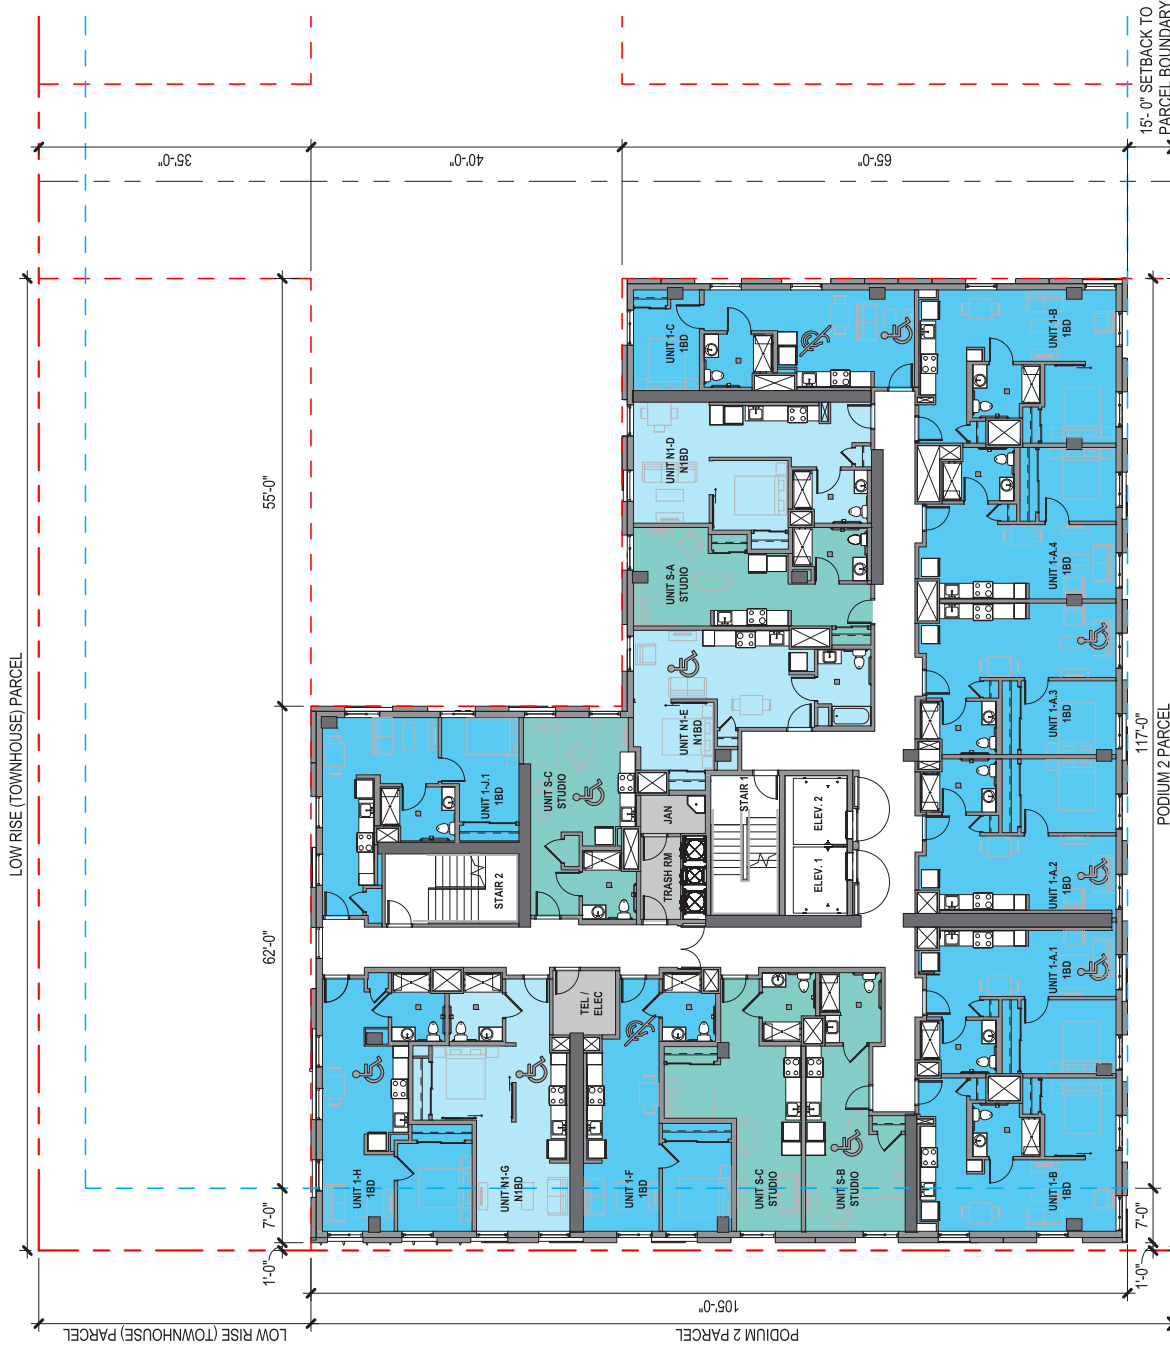 15'- 0" SETBACK TO
PARCEL BOUNDARY
35'-0"
40'-0"
65'-0"
LOW RISE (TOWNHOUSE) PARCEL
55'-0"
62'-0"
7'-0"
1'-0"
UNIT 1-C
1BD
UNIT 1-B
1BD
UNIT N1-D
N1BD
UNIT S-A
STUDIO
UNIT 1-A.4
1BD
UNIT N1-E
N1BD
UNIT 1-A.3
1BD
117'-0"
PODIUM 2 PARCEL
UNIT 1-J.1
1BD
UNIT S-C
STUDIO
JAN
STAIR 1
ELEV. 2
ELEV. 1
TRASH RM
STAIR 2
UNIT 1-A.2
1BD
TEL /
ELEC
UNIT 1-A.1
1BD
UNIT 1-H
1BD
UNIT N1-G
N1BD
UNIT 1-F
1BD
UNIT S-C
STUDIO
UNIT S-B
STUDIO
UNIT 1-B
1BD
7'-0"
1'-0"
105'-0"
LOW RISE (TOWNHOUSE) PARCEL
PODIUM 2 PARCEL